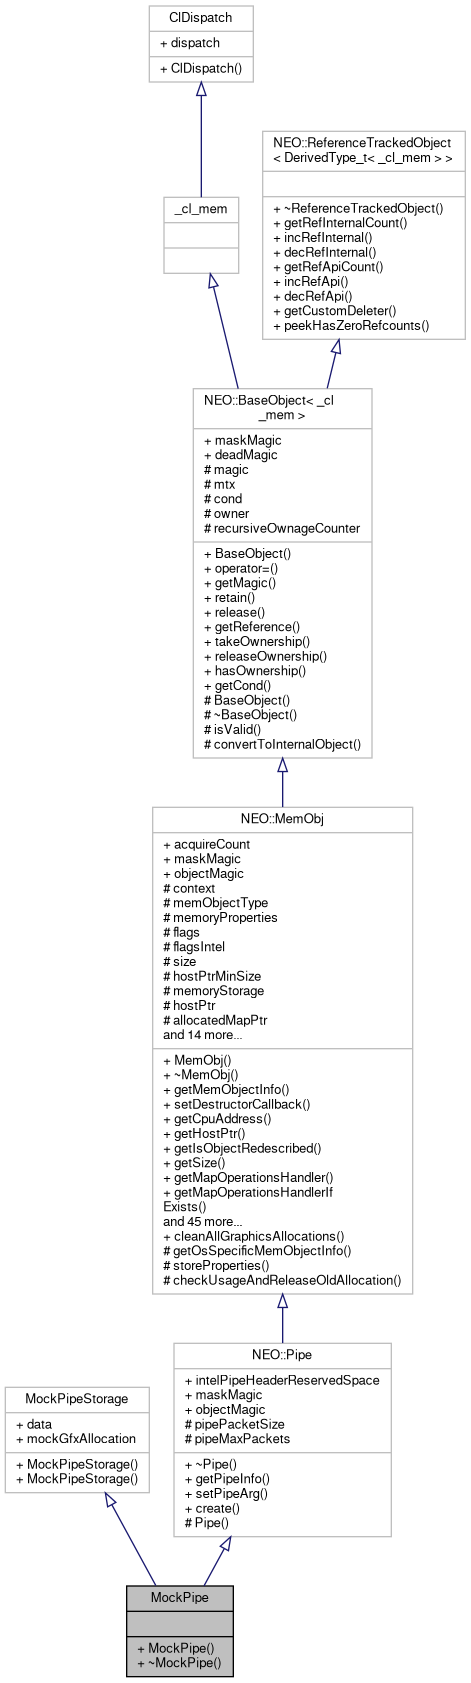 ClDispatch
+ dispatch
+ ClDispatch()
NEO::ReferenceTrackedObject
< DerivedType_t< _cl_mem > >
+ ~ReferenceTrackedObject()
+ getRefInternalCount()
+ incRefInternal()
+ decRefInternal()
+ getRefApiCount()
+ incRefApi()
+ decRefApi()
+ getCustomDeleter()
+ peekHasZeroRefcounts()
_cl_mem
NEO::BaseObject< _cl
_mem >
+ maskMagic
+ deadMagic
# magic
# mtx
# cond
# owner
# recursiveOwnageCounter
+ BaseObject()
+ operator=()
+ getMagic()
+ retain()
+ release()
+ getReference()
+ takeOwnership()
+ releaseOwnership()
+ hasOwnership()
+ getCond()
# BaseObject()
# ~BaseObject()
# isValid()
# convertToInternalObject()
NEO::MemObj
+ acquireCount
+ maskMagic
+ objectMagic
# context
# memObjectType
# memoryProperties
# flags
# flagsIntel
# size
# hostPtrMinSize
# memoryStorage
# hostPtr
# allocatedMapPtr
and 14 more...
+ MemObj()
+ ~MemObj()
+ getMemObjectInfo()
+ setDestructorCallback()
+ getCpuAddress()
+ getHostPtr()
+ getIsObjectRedescribed()
+ getSize()
+ getMapOperationsHandler()
+ getMapOperationsHandlerIf
Exists()
and 45 more...
+ cleanAllGraphicsAllocations()
# getOsSpecificMemObjectInfo()
# storeProperties()
# checkUsageAndReleaseOldAllocation()
NEO::Pipe
+ intelPipeHeaderReservedSpace
+ maskMagic
+ objectMagic
# pipePacketSize
# pipeMaxPackets
+ ~Pipe()
+ getPipeInfo()
+ setPipeArg()
+ create()
# Pipe()
MockPipeStorage
+ data
+ mockGfxAllocation
+ MockPipeStorage()
+ MockPipeStorage()
MockPipe
+ MockPipe()
+ ~MockPipe()